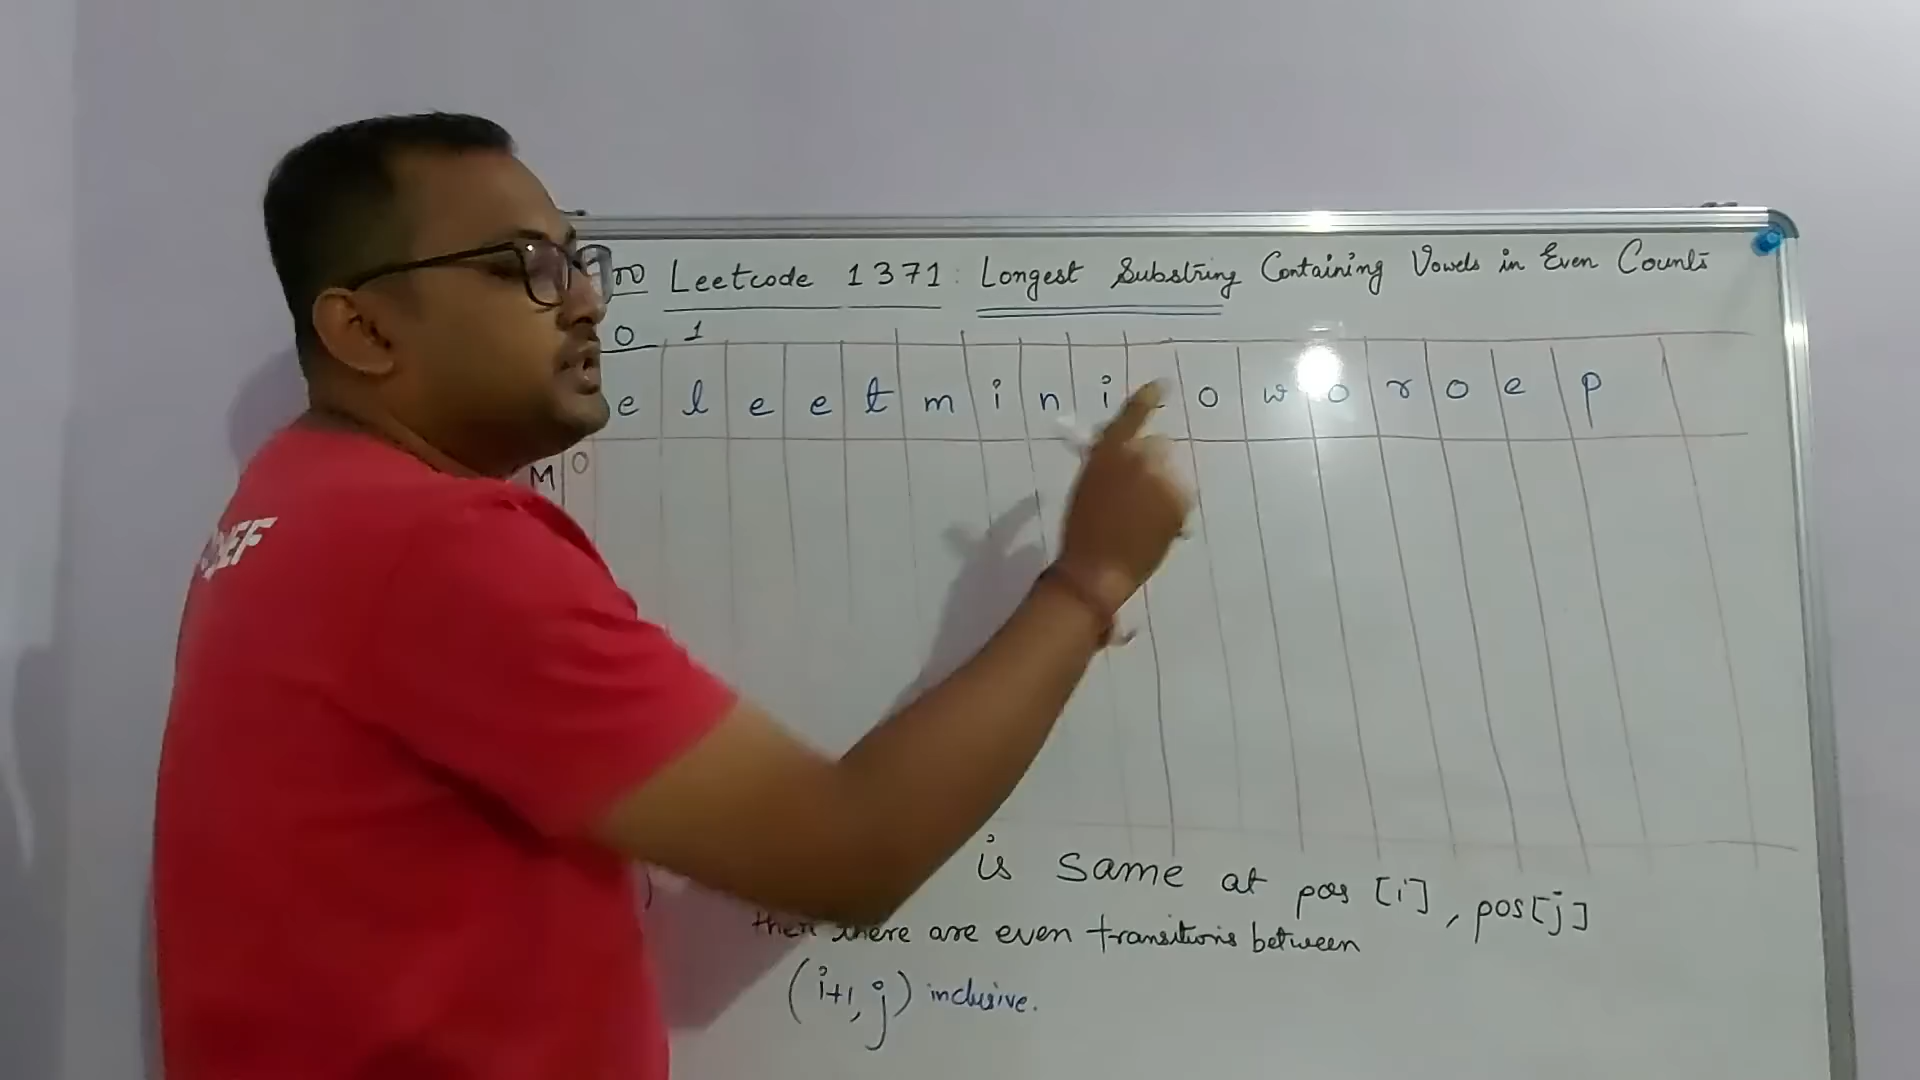 Leetcode 1371: Longest Substring Containing Vowels in Even Counts
0 1
e l e e t m i n i c o w o r o e p
M 0
is same at pos [i], pos[j]
then there are even transitions between
(i+1, j) inclusive.